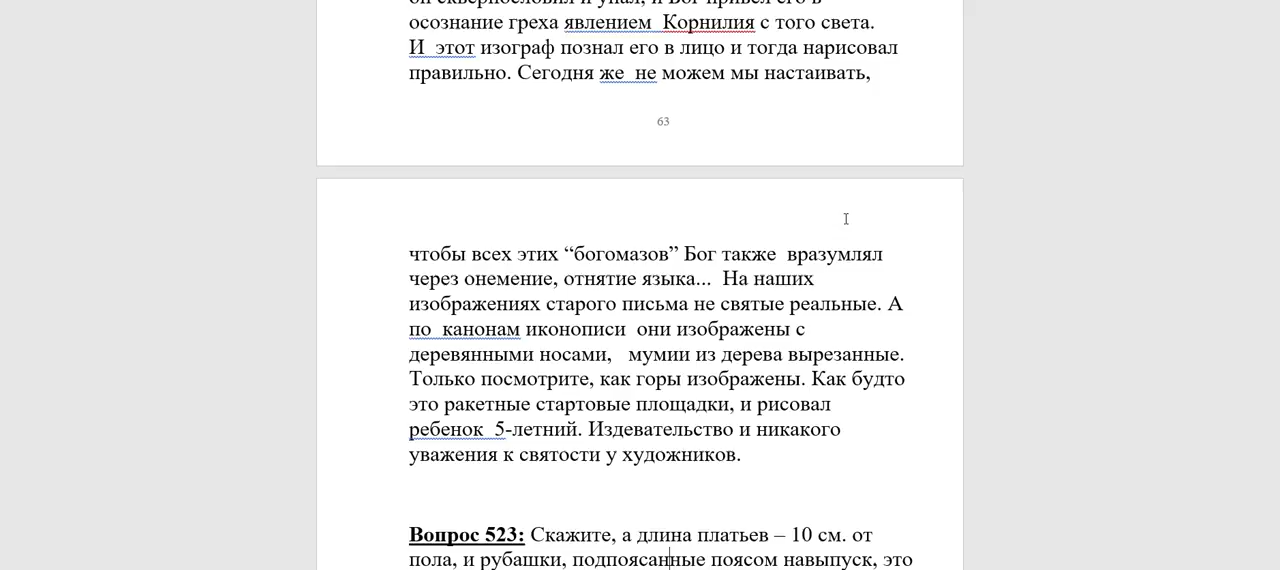 осознание греха явлением  Корнилия с того света.
И  этот изограф познал его в лицо и тогда нарисовал
правильно. Сегодня же  не можем мы настаивать,
63
чтобы всех этих “богомазов” Бог также  вразумлял
через онемение, отнятие языка...  На наших
изображениях старого письма не святые реальные. А
по  канонам иконописи  они изображены с
деревянными носами,   мумии из дерева вырезанные.
Только посмотрите, как горы изображены. Как будто
это ракетные стартовые площадки, и рисовал
ребенок  5-летний. Издевательство и никакого
уважения к святости у художников.
Вопрос 523: Скажите, а длина платьев – 10 см. от
пола, и рубашки, подпоясанные поясом навыпуск, это